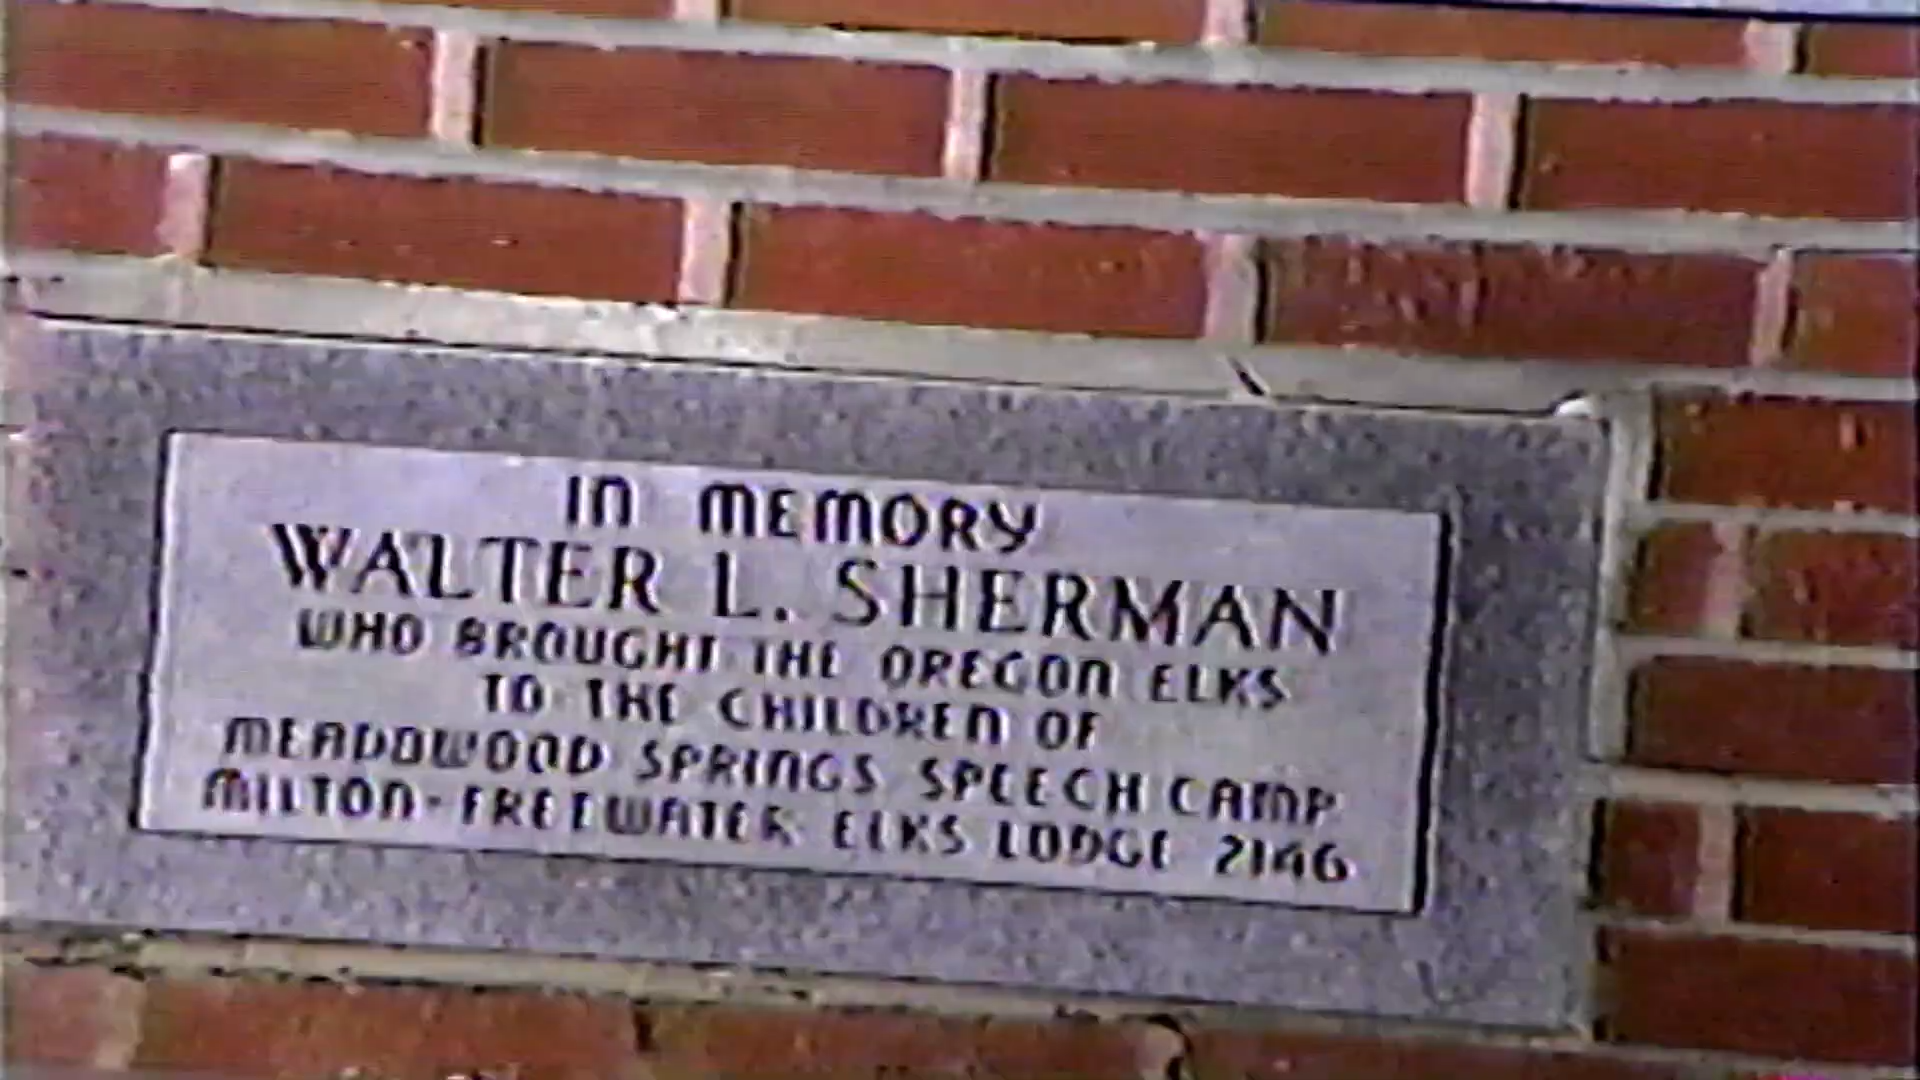 IN MEMORY
WALTER L. SHERMAN
WHO BROUGHT THE OREGON ELKS
TO THE CHILDREN OF
MEADOWOOD SPRINGS SPEECH CAMP
MILTON-FREEWATER ELKS LODGE 2146